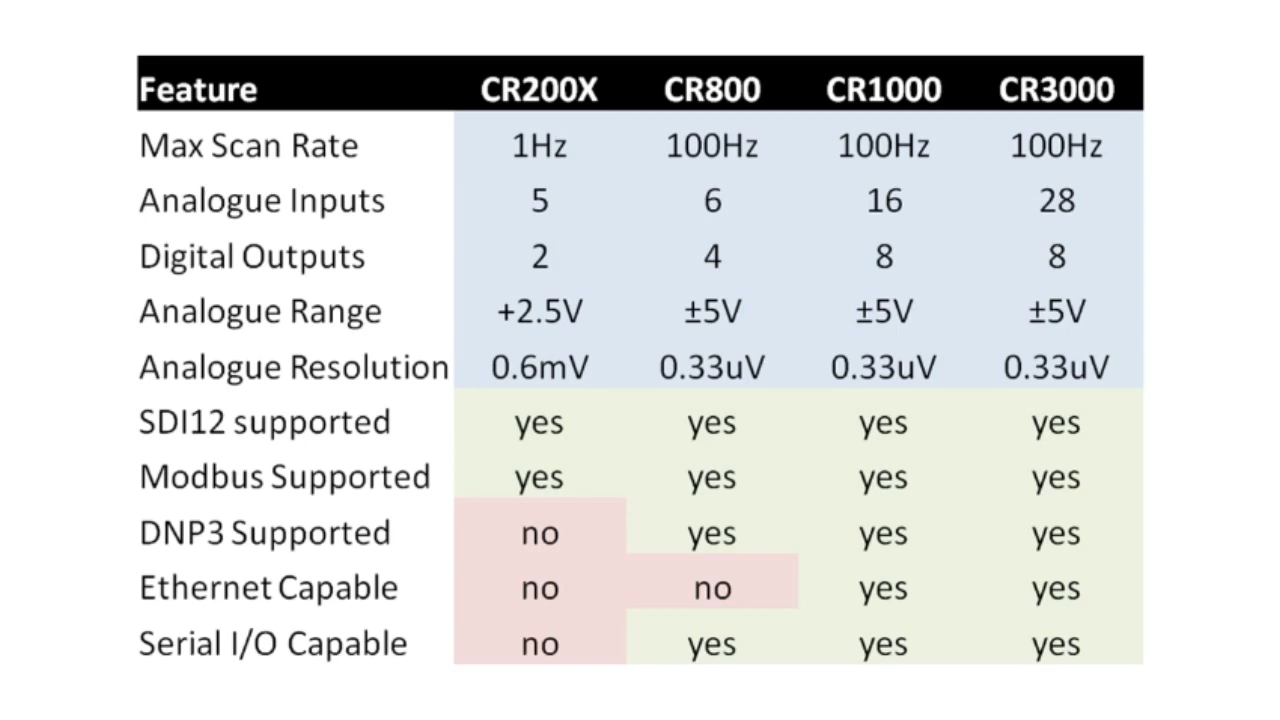 Feature CR200X CR800 CR1000 CR3000
Max Scan Rate 1Hz 100Hz 100Hz 100Hz
Analogue Inputs 5 6 16 28
Digital Outputs 2 4 8 8
Analogue Range +2.5V ±5V ±5V ±5V
Analogue Resolution 0.6mV 0.33uV 0.33uV 0.33uV
SDI12 supported yes yes yes yes
Modbus Supported yes yes yes yes
DNP3 Supported no yes yes yes
Ethernet Capable no no yes yes
Serial I/O Capable no yes yes yes